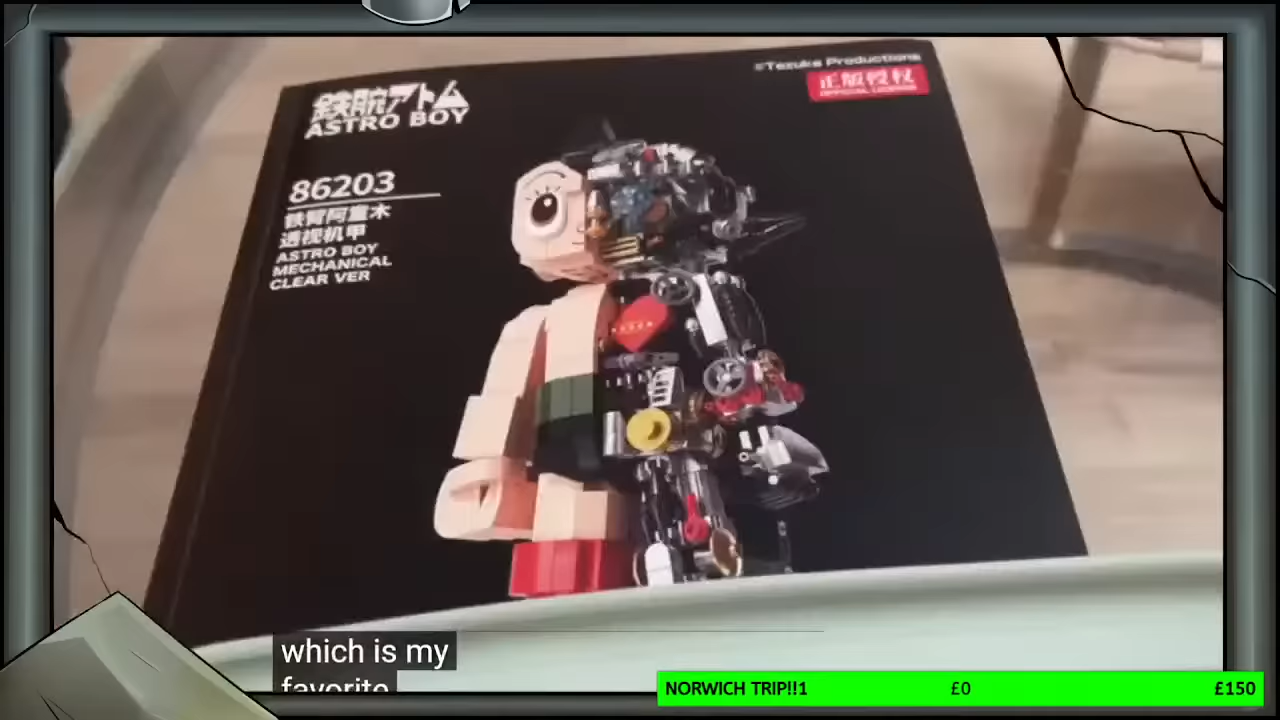 鉄腕アトム
ASTRO BOY
©Tezuka Productions
正版授权
OFFICIAL LICENSE
86203
铁臂阿童木
透视机甲
ASTRO BOY
MECHANICAL
CLEAR VER
which is my
favorite
NORWICH TRIP!!1 £0 £150